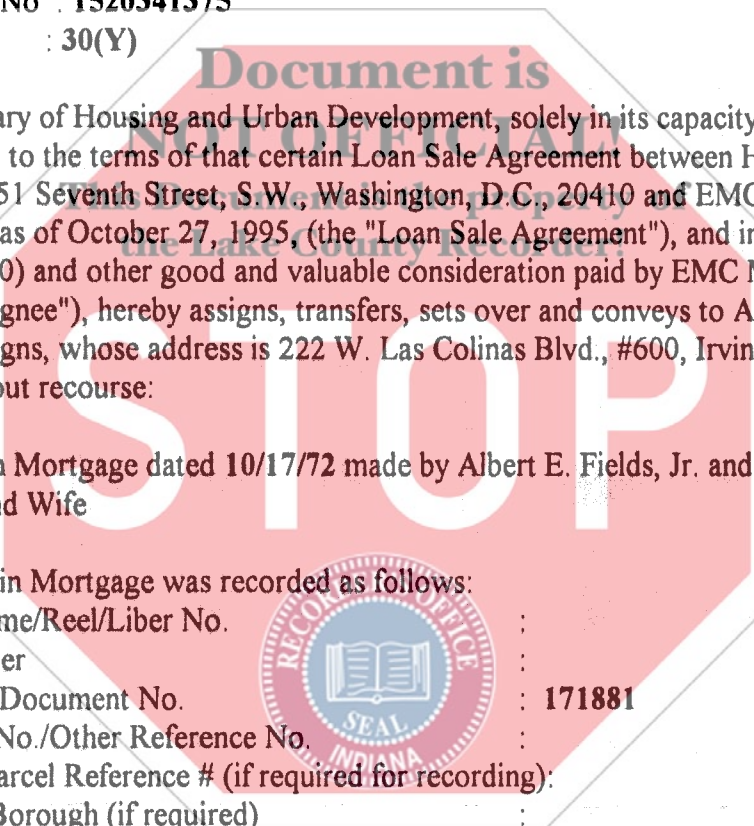 No : 1520341375
: 30(Y)
Document is
ary of Housing and Urban Development, solely in its capacity
NOT OFFICIAL!
to the terms of that certain Loan Sale Agreement between H
51 Seventh Street, S.W., Washington, D.C., 20410 and EMC
This Document is the property of
as of October 27, 1995, (the "Loan Sale Agreement"), and in
the Lake County Recorder!
0) and other good and valuable consideration paid by EMC M
gnee"), hereby assigns, transfers, sets over and conveys to A
igns, whose address is 222 W. Las Colinas Blvd., #600, Irvin
out recourse:
STOP
Mortgage dated 10/17/72 made by Albert E. Fields, Jr. and
d Wife
in Mortgage was recorded as follows:
me/Reel/Liber No. :
er :
Document No. : 171881
No./Other Reference No. :
arcel Reference # (if required for recording):
Borough (if required) :
RECORDER'S OFFICE
SEAL
INDIANA